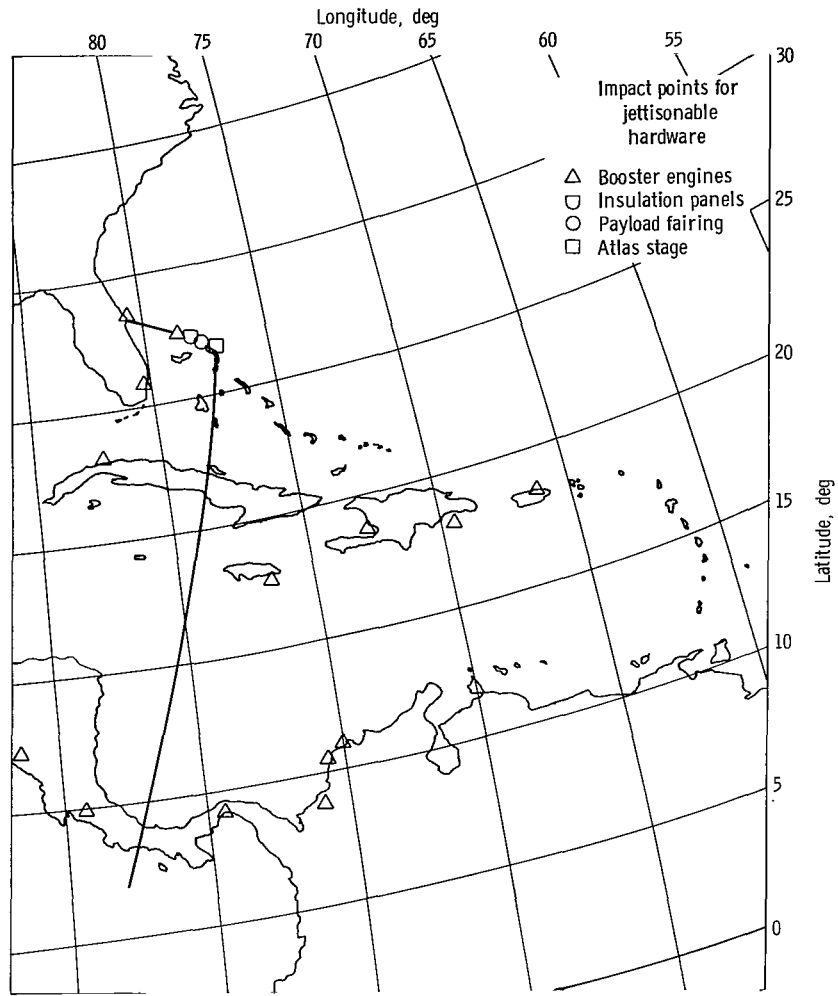 Longitude, deg
80 75 70 65 60 55
30
Impact points for
jettisonable
hardware
Booster engines
Insulation panels
Payload fairing
Atlas stage
25
20
15
Latitude, deg
10
5
0